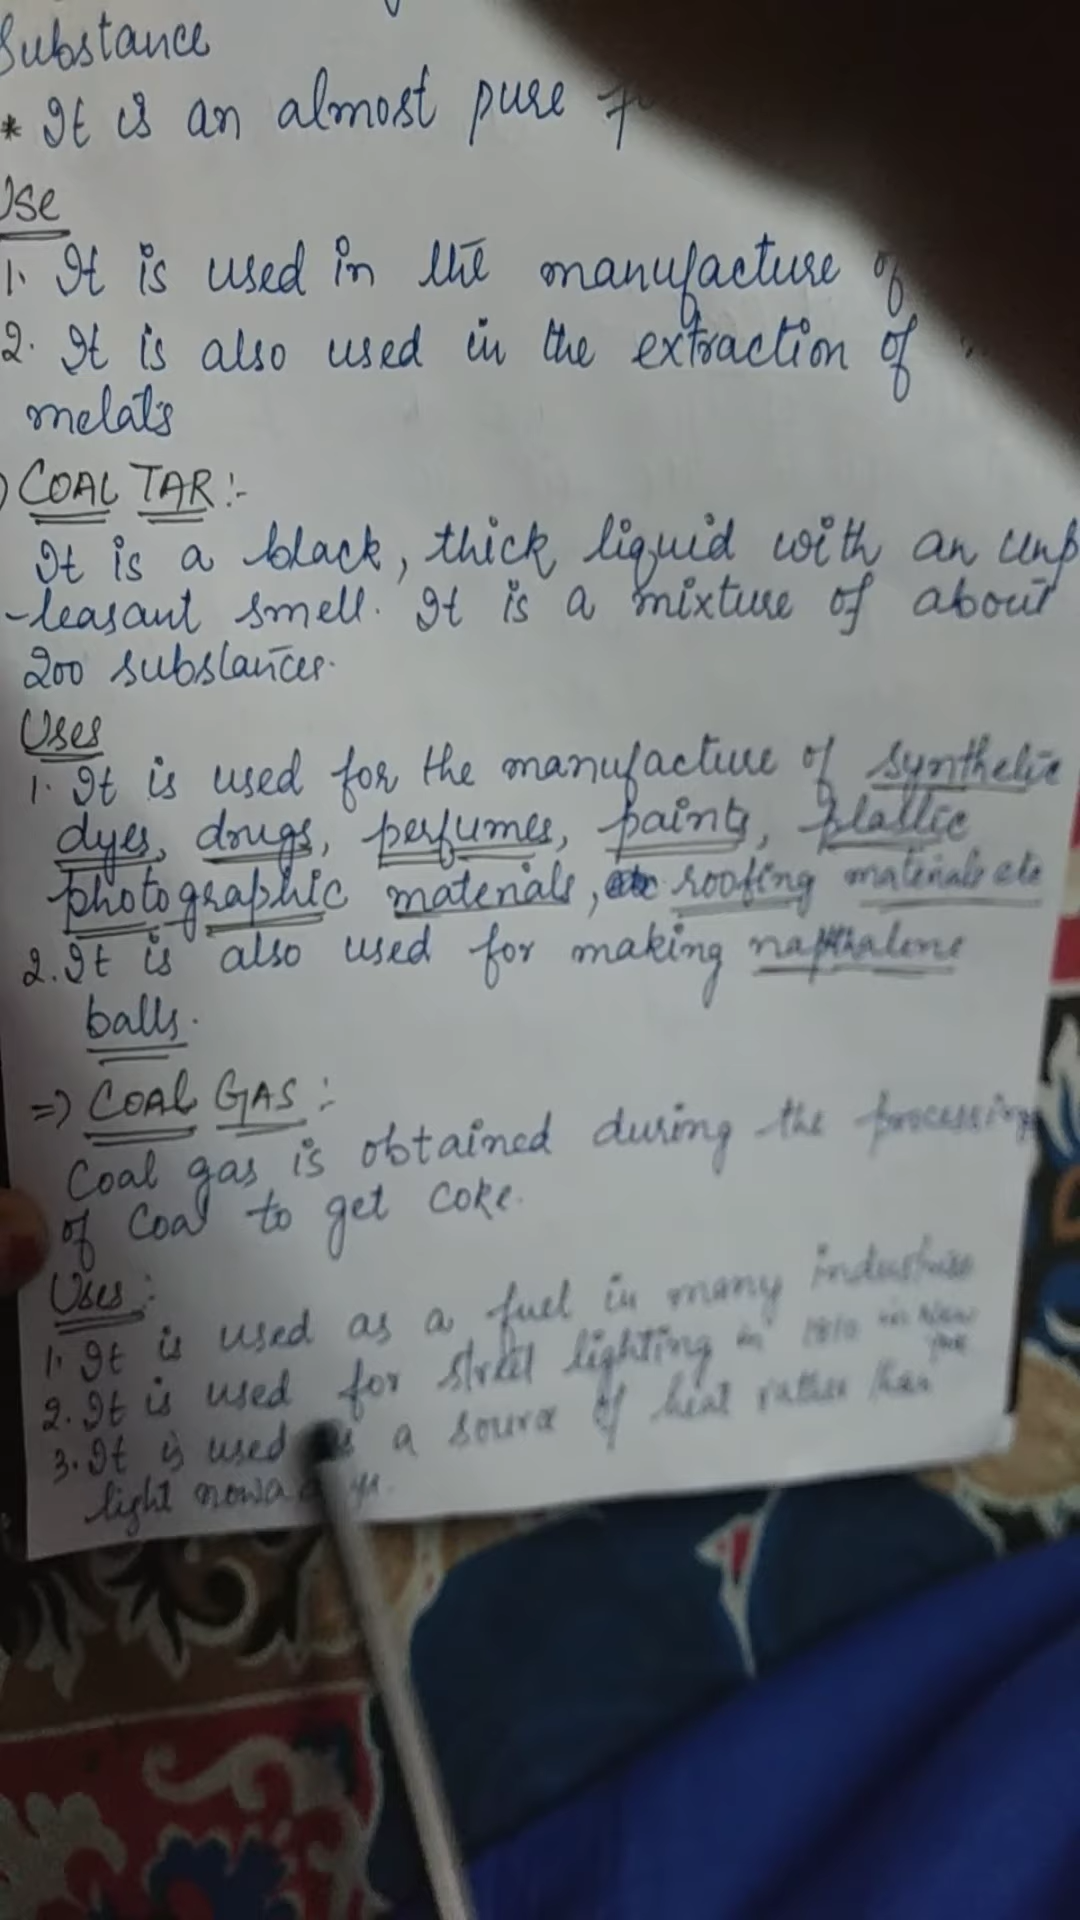 Substance
* It is an almost pure
Use
1. It is used in the manufacture of
2. It is also used in the extraction of
melats
COAL TAR :-
It is a black, thick liquid with an unp
-leasant smell. It is a mixture of about
200 substances.
Uses
1. It is used for the manufacture of synthetic
dyes, drugs, perfumes, paints, plastic
photographic materials, roofing materials etc
2. It is also used for making napthalene
balls.
=) COAL GAS :
Coal gas is obtained during the processing
of Coal to get coke.
Uses :
1. It is used as a fuel in many industries
2. It is used for street lighting in 1810 in New
3. It is used as a source of heat rather than
light nowadays.